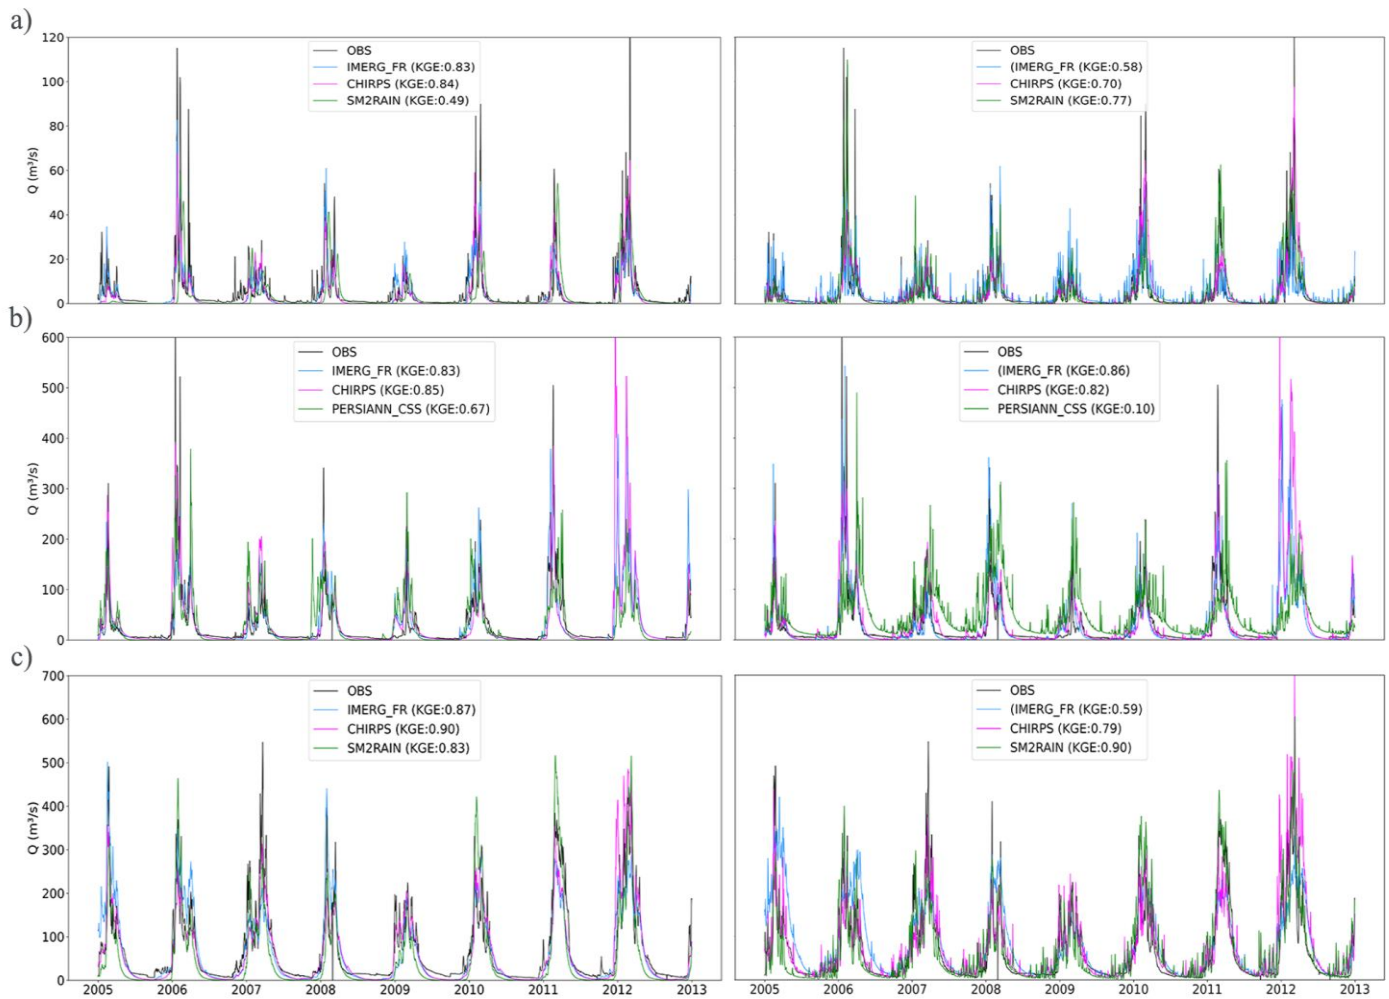 a)
120
100
80
60
40
20
0
Q (m³/s)
OBS
IMERG_FR (KGE:0.83)
CHIRPS (KGE:0.84)
SM2RAIN (KGE:0.49)
OBS
(IMERG_FR (KGE:0.58)
CHIRPS (KGE:0.70)
SM2RAIN (KGE:0.77)
b)
600
500
400
300
200
100
0
Q (m³/s)
OBS
IMERG_FR (KGE:0.83)
CHIRPS (KGE:0.85)
PERSIANN_CSS (KGE:0.67)
OBS
(IMERG_FR (KGE:0.86)
CHIRPS (KGE:0.82)
PERSIANN_CSS (KGE:0.10)
c)
700
600
500
400
300
200
100
0
Q (m³/s)
OBS
IMERG_FR (KGE:0.87)
CHIRPS (KGE:0.90)
SM2RAIN (KGE:0.83)
OBS
(IMERG_FR (KGE:0.59)
CHIRPS (KGE:0.79)
SM2RAIN (KGE:0.90)
2005 2006 2007 2008 2009 2010 2011 2012 2013
2005 2006 2007 2008 2009 2010 2011 2012 2013